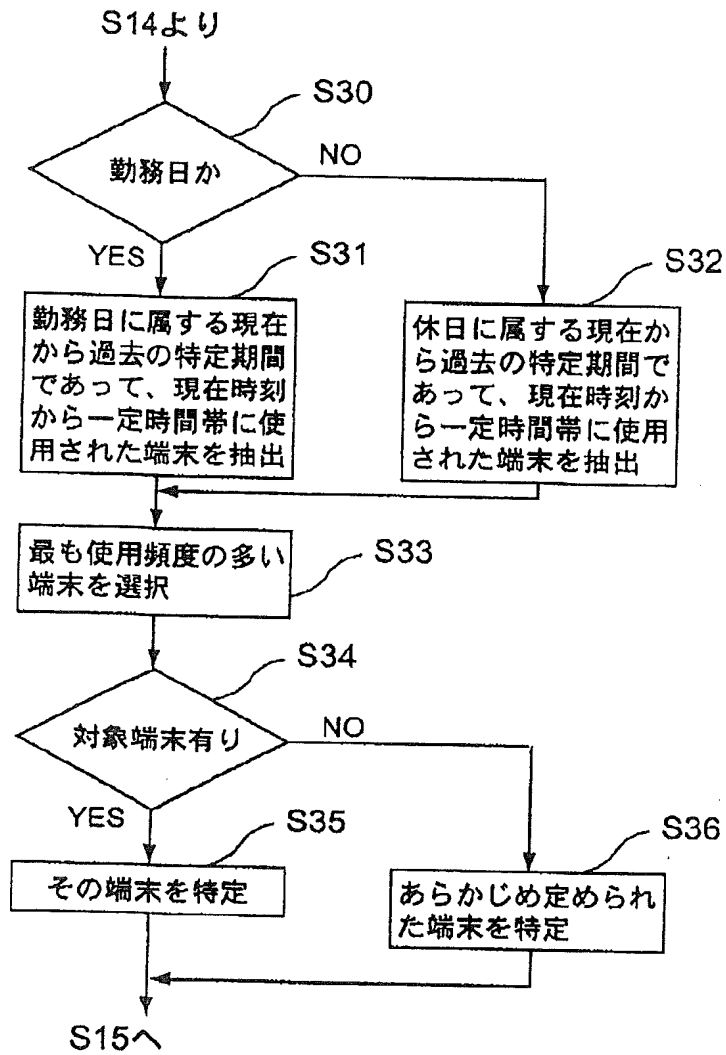 S14より
S30
勤務日か
NO
YES
S31
勤務日に属する現在
から過去の特定期間
であって、現在時刻
から一定時間帯に使
用された端末を抽出
S32
休日に属する現在か
ら過去の特定期間で
あって、現在時刻か
ら一定時間帯に使用
された端末を抽出
最も使用頻度の多い
端末を選択
S33
S34
対象端末有り
NO
YES
S35
その端末を特定
S36
あらかじめ定められ
た端末を特定
S15へ